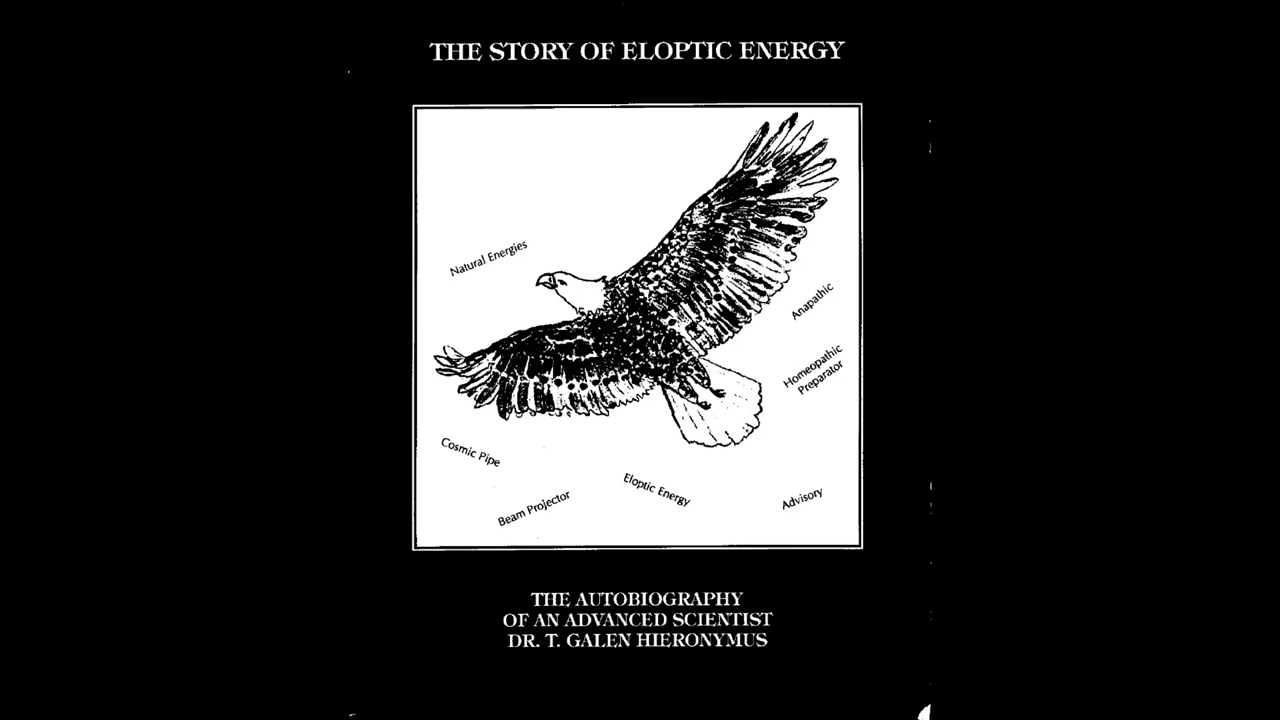 THE STORY OF ELOPTIC ENERGY
Natural Energies
Anapathic
Homeopathic
Preparator
Cosmic Pipe
Eloptic Energy
Beam Projector
Advisory
THE AUTOBIOGRAPHY
OF AN ADVANCED SCIENTIST
DR. T. GALEN HIERONYMUS